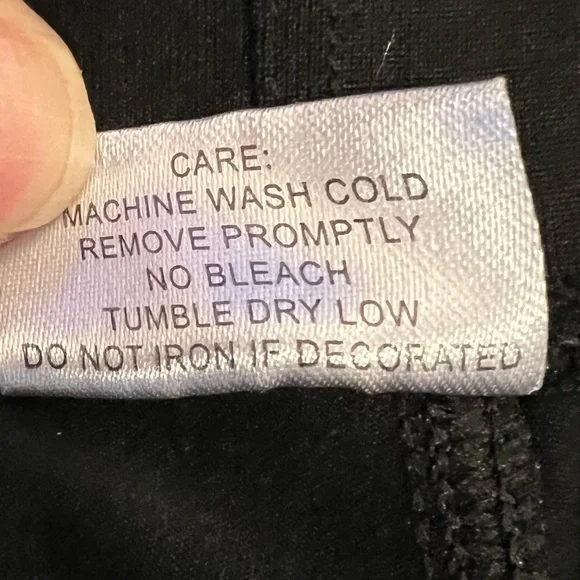 CARE:
MACHINE WASH COLD
REMOVE PROMPTLY
NO BLEACH
TUMBLE DRY LOW
DO NOT IRON IF DECORATED